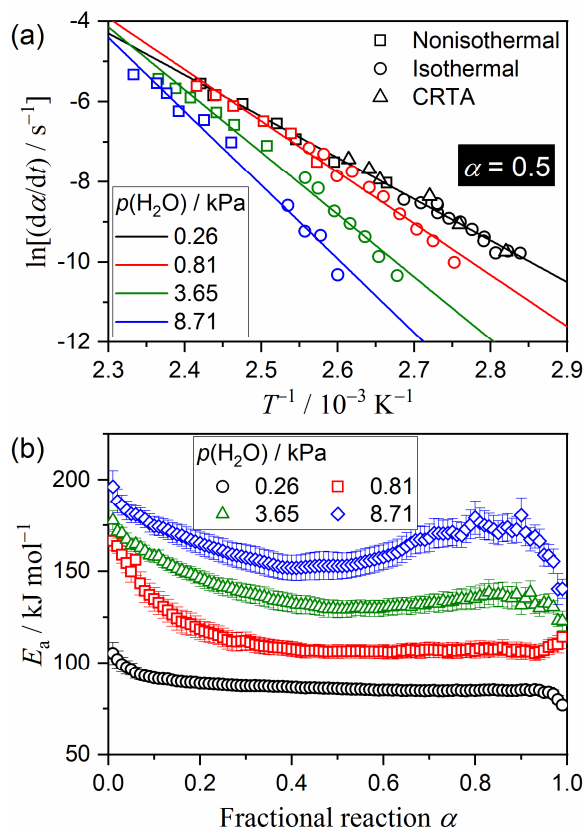 (a)
-4
-6
-8
-10
-12
ln[(dα/dt) / s⁻¹)
Nonisothermal
Isothermal
CRTA
α = 0.5
p(H₂O) / kPa
0.26
0.81
3.65
8.71
2.3 2.4 2.5 2.6 2.7 2.8 2.9
T⁻¹ / 10⁻³ K⁻¹
(b)
200
150
100
50
Eₐ / kJ mol⁻¹
p(H₂O) / kPa
0.26 0.81
3.65 8.71
0.0 0.2 0.4 0.6 0.8 1.0
Fractional reaction α